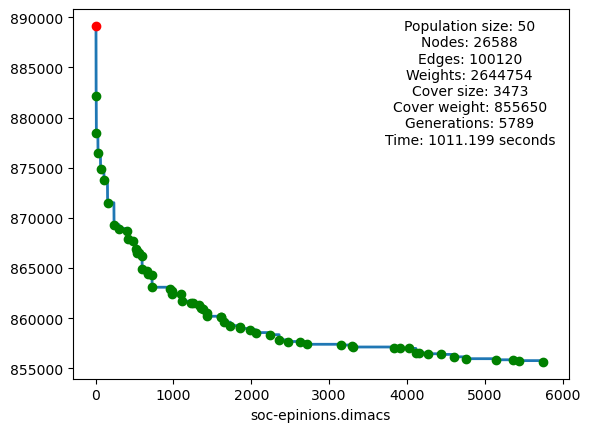 890000
885000
880000
875000
870000
865000
860000
855000
Population size: 50
Nodes: 26588
Edges: 100120
Weights: 2644754
Cover size: 3473
Cover weight: 855650
Generations: 5789
Time: 1011.199 seconds
0 1000 2000 3000 4000 5000 6000
soc-epinions.dimacs